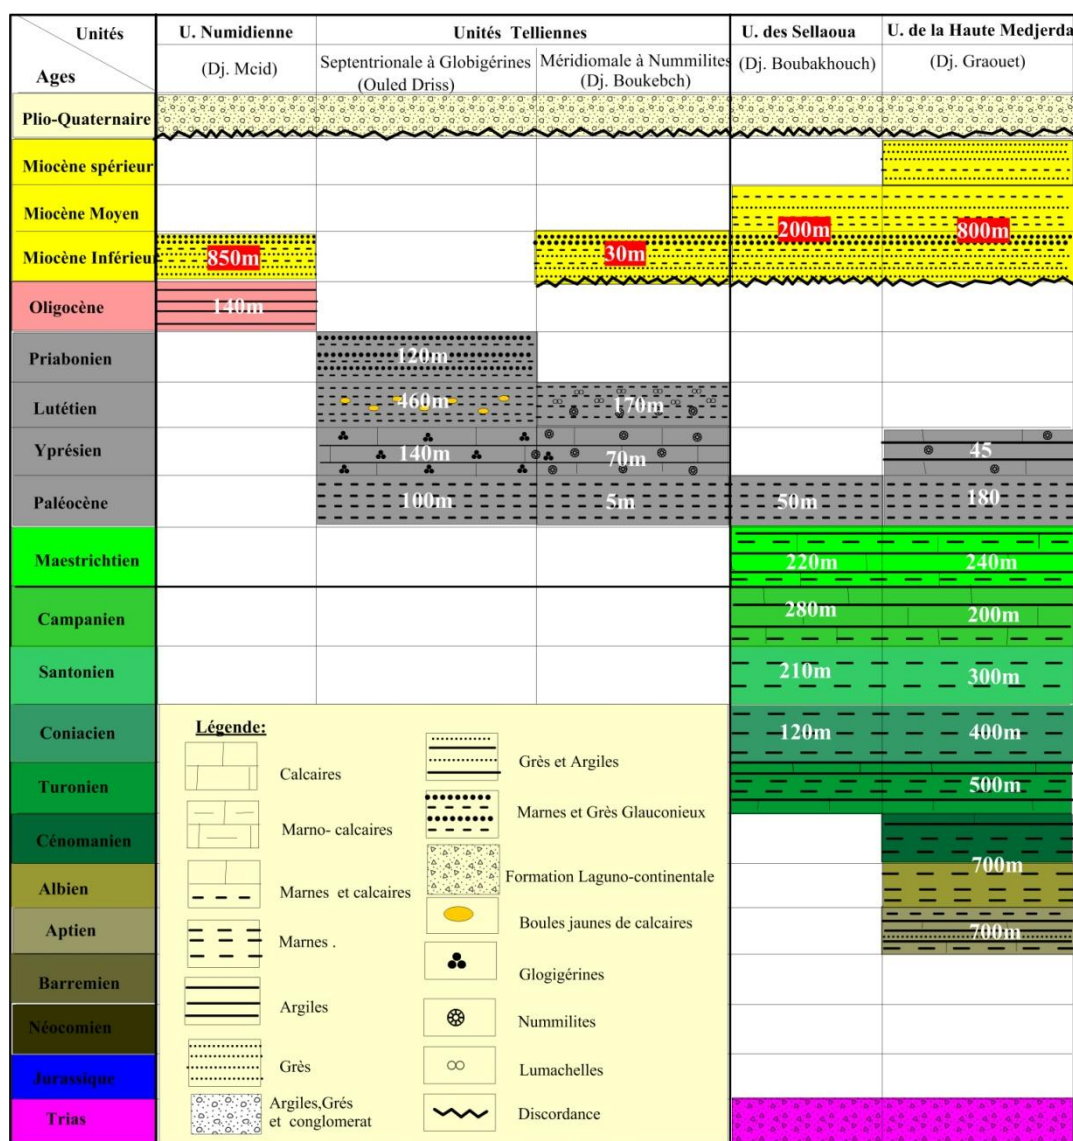 Unités
Ages
U. Numidienne
(Dj. Mcid)
Unités Telliennes
Septentrionale à Globigérines
(Ouled Driss)
Méridiomale à Nummilites
(Dj. Boukebch)
U. des Sellaoua
(Dj. Boubakhouch)
U. de la Haute Medjerda
(Dj. Graouet)
Plio-Quaternaire
Miocène spérieur
Miocène Moyen
200m 800m
Miocène Inférieur
850m 30m
Oligocène
140m
Priabonien
120m
Lutétien
460m 170m
Yprésien
140m 70m 45
Paléocène
100m 5m 50m 180
Maestrichtien
220m 240m
Campanien
280m 200m
Santonien
210m 300m
Coniacien
120m 400m
Turonien
500m
Cénomanien
700m
Albien
Aptien
700m
Barremien
Néocomien
Jurassique
Trias
Légende:
Calcaires
Marno- calcaires
Marnes et calcaires
Marnes .
Argiles
Grès
Argiles,Grés
et conglomerat
Grès et Argiles
Marnes et Grès Glauconieux
Formation Laguno-continentale
Boules jaunes de calcaires
Glogigérines
Nummilites
Lumachelles
Discordance